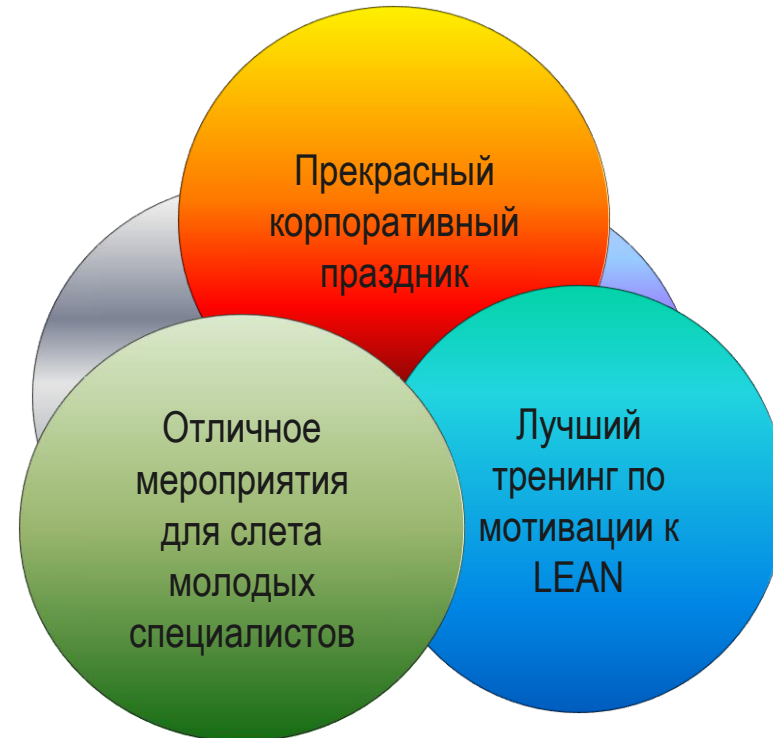 Прекрасный
корпоративный
праздник
Отличное
мероприятия
для слета
молодых
специалистов
Лучший
тренинг по
мотивации к
LEAN